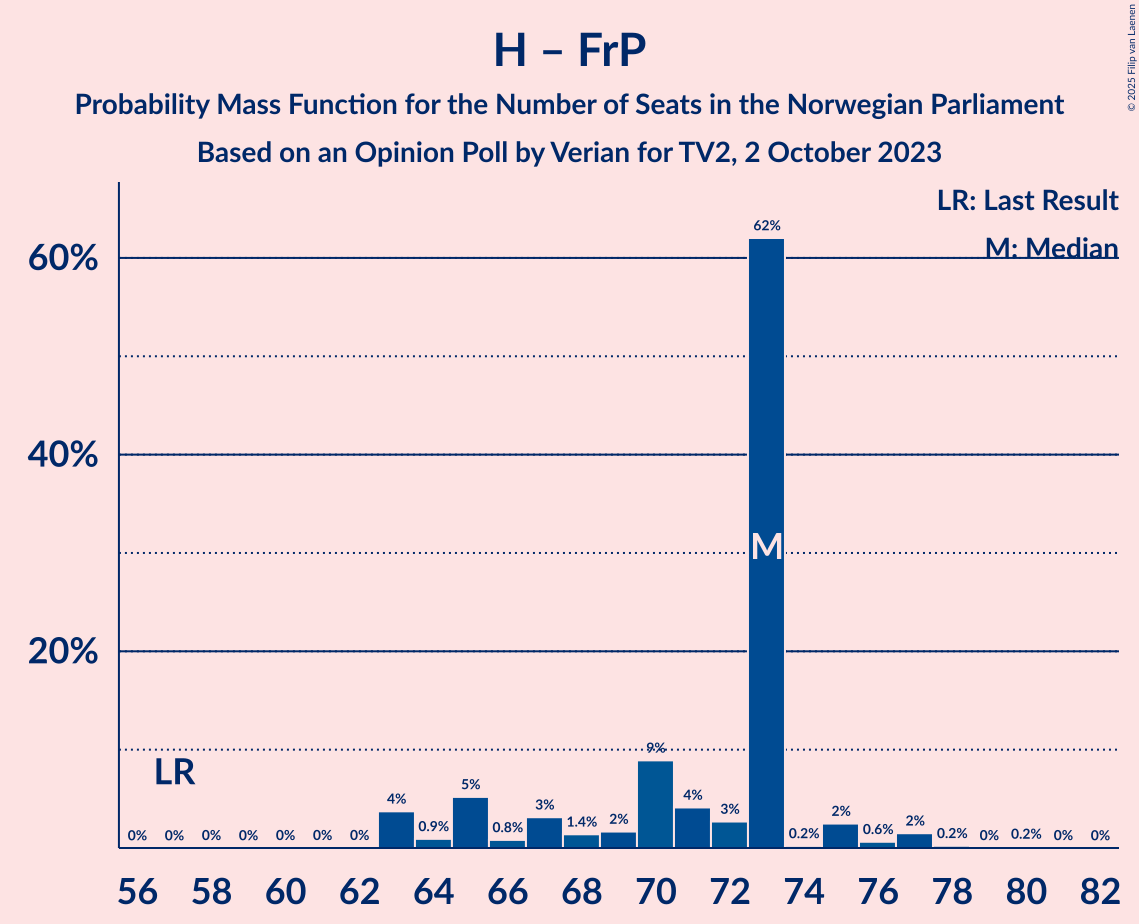 H – FrP
Probability Mass Function for the Number of Seats in the Norwegian Parliament
Based on an Opinion Poll by Verian for TV2, 2 October 2023
© 2025 Filip van Laenen
LR: Last Result
M: Median
60%
40%
20%
62%
M
LR
0% 0% 0% 0% 0% 0% 0% 4% 0.9% 5% 0.8% 3% 1.4% 2% 9% 4% 3% 0.2% 2% 0.6% 2% 0.2% 0% 0.2% 0% 0%
56 58 60 62 64 66 68 70 72 74 76 78 80 82